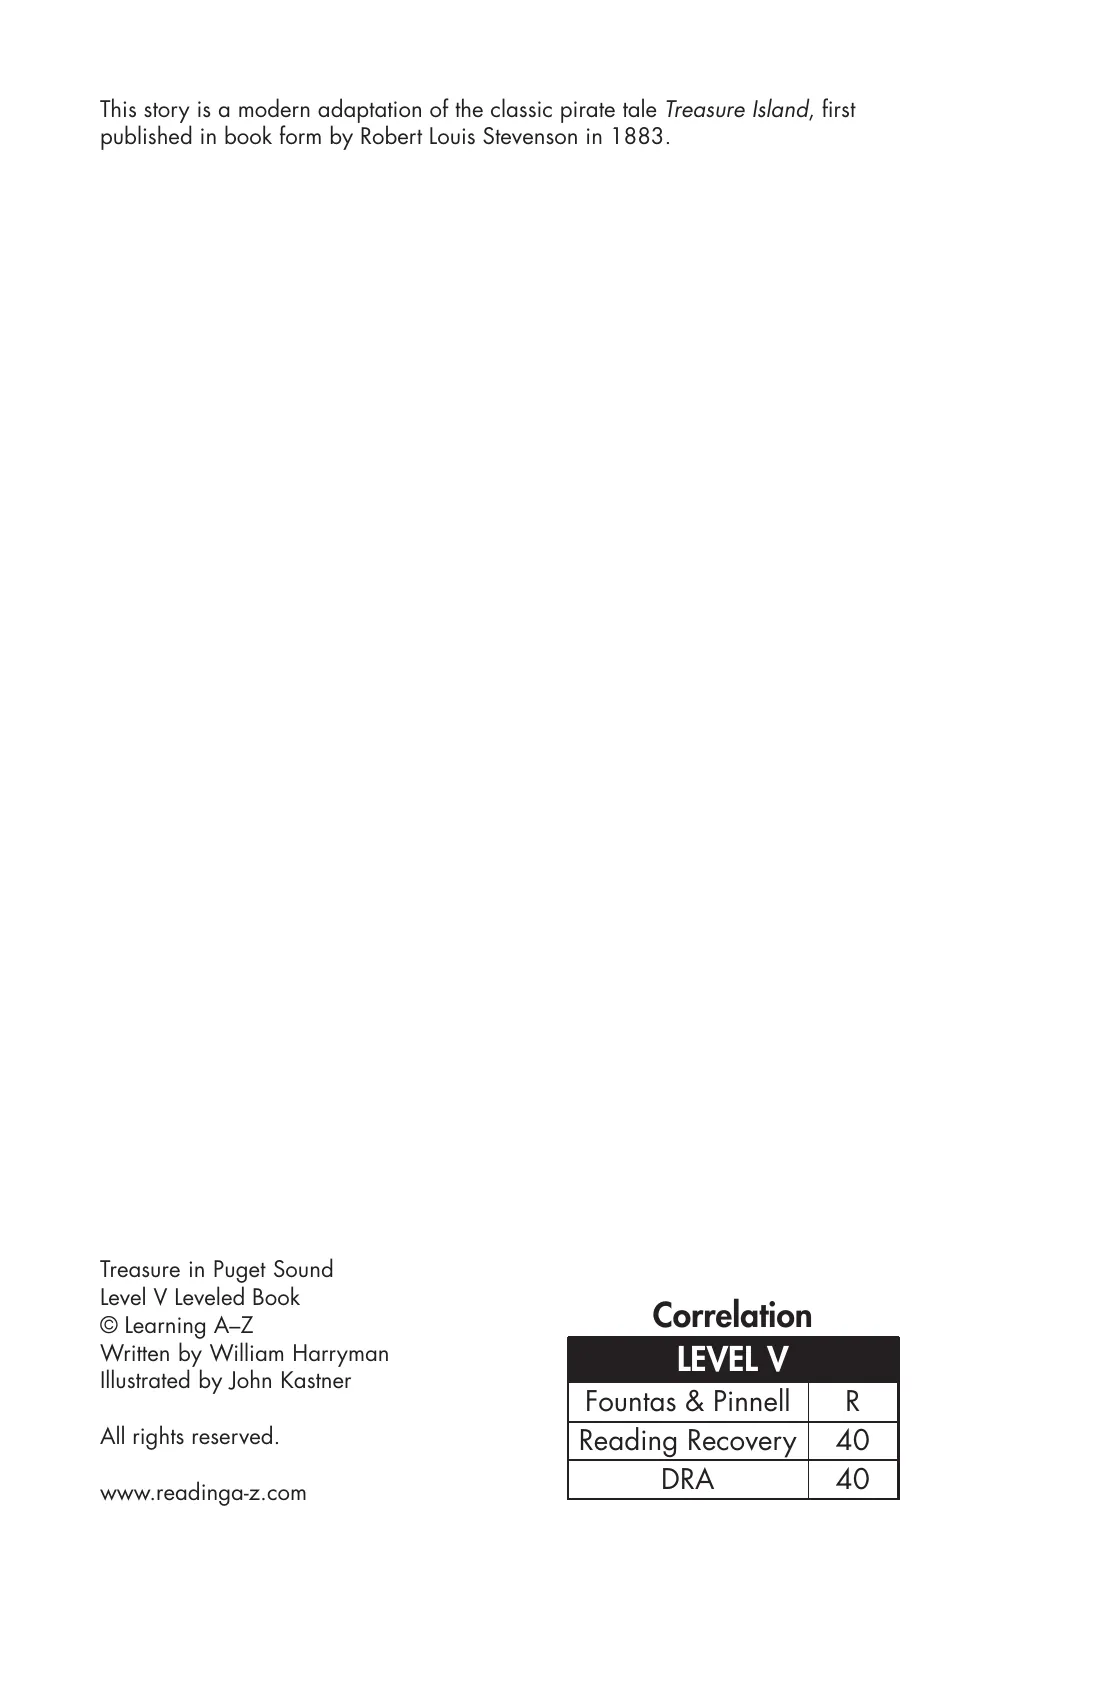 This story is a modern adaptation of the classic pirate tale Treasure Island, first
published in book form by Robert Louis Stevenson in 1883.
Treasure in Puget Sound
Level V Leveled Book
© Learning A–Z
Written by William Harryman
Illustrated by John Kastner
All rights reserved.
www.readinga-z.com
Correlation
LEVEL V
Fountas & Pinnell R
Reading Recovery 40
DRA 40